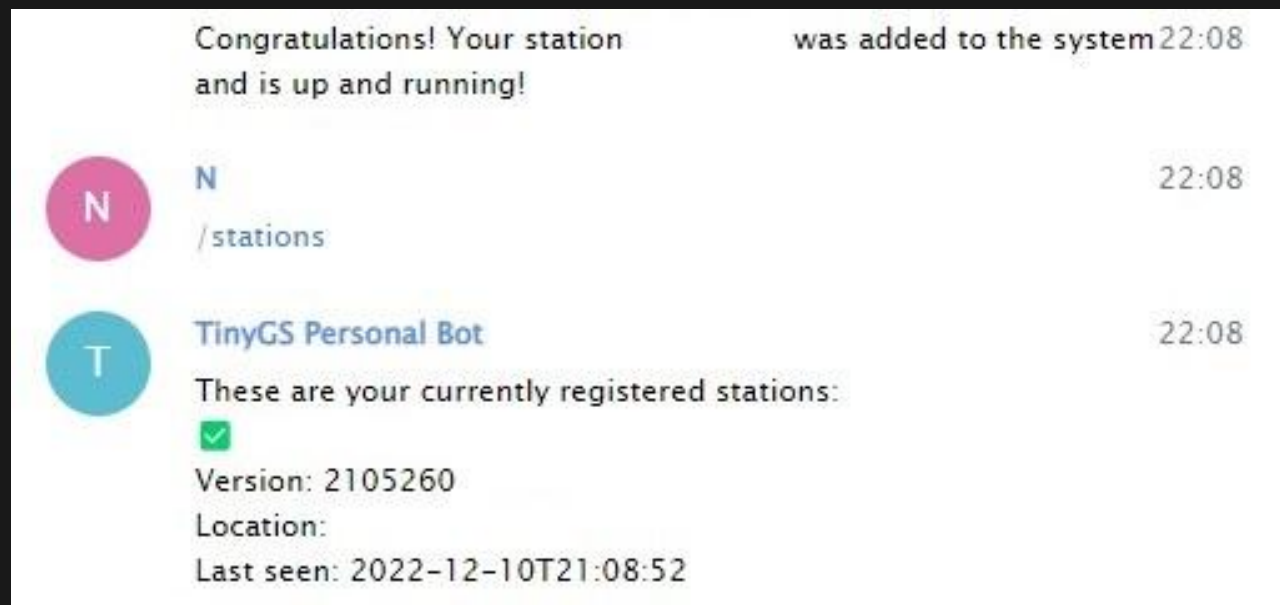 Congratulations! Your station was added to the system 22:08
and is up and running!
N
N 22:08
/stations
T
TinyGS Personal Bot 22:08
These are your currently registered stations:
Version: 2105260
Location:
Last seen: 2022-12-10T21:08:52